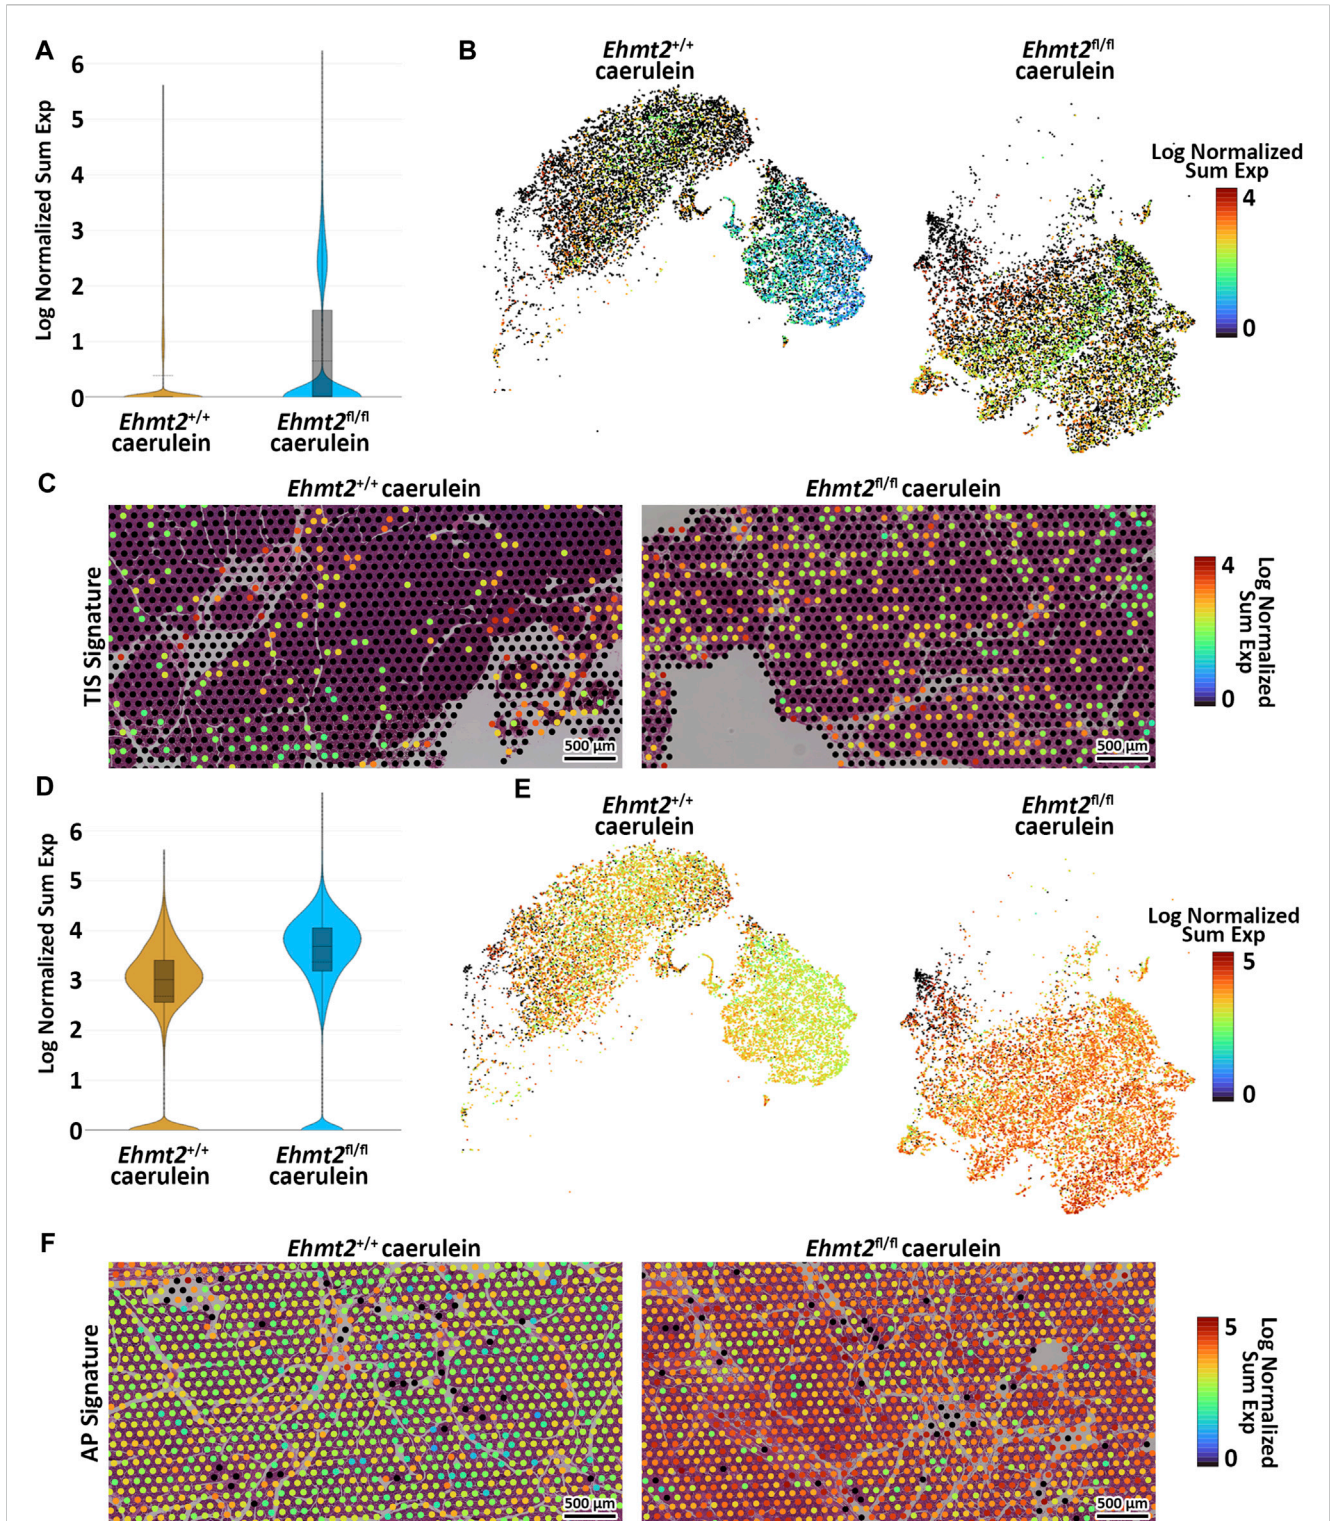 A
Log Normalized Sum Exp
6
5
4
3
2
1
0
Ehmt2+/+
caerulein
Ehmt2fl/fl
caerulein
B
Ehmt2+/+
caerulein
Ehmt2fl/fl
caerulein
Log Normalized
Sum Exp
4
0
C
Ehmt2+/+ caerulein
Ehmt2fl/fl caerulein
TIS Signature
500 µm
500 µm
4
0
Log Normalized
Sum Exp
D
Log Normalized Sum Exp
6
5
4
3
2
1
0
Ehmt2+/+
caerulein
Ehmt2fl/fl
caerulein
E
Ehmt2+/+
caerulein
Ehmt2fl/fl
caerulein
Log Normalized
Sum Exp
5
0
F
Ehmt2+/+ caerulein
Ehmt2fl/fl caerulein
AP Signature
500 µm
500 µm
5
0
Log Normalized
Sum Exp